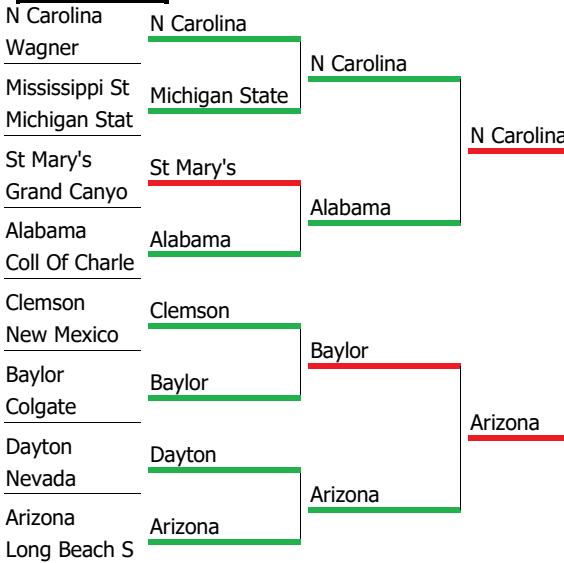 N Carolina
Wagner
Mississippi St
Michigan Stat
St Mary's
Grand Canyo
Alabama
Coll Of Charle
Clemson
New Mexico
Baylor
Colgate
Dayton
Nevada
Arizona
Long Beach S
N Carolina
Michigan State
St Mary's
Alabama
Clemson
Baylor
Dayton
Arizona
N Carolina
Alabama
Baylor
Arizona
N Carolina
Arizona